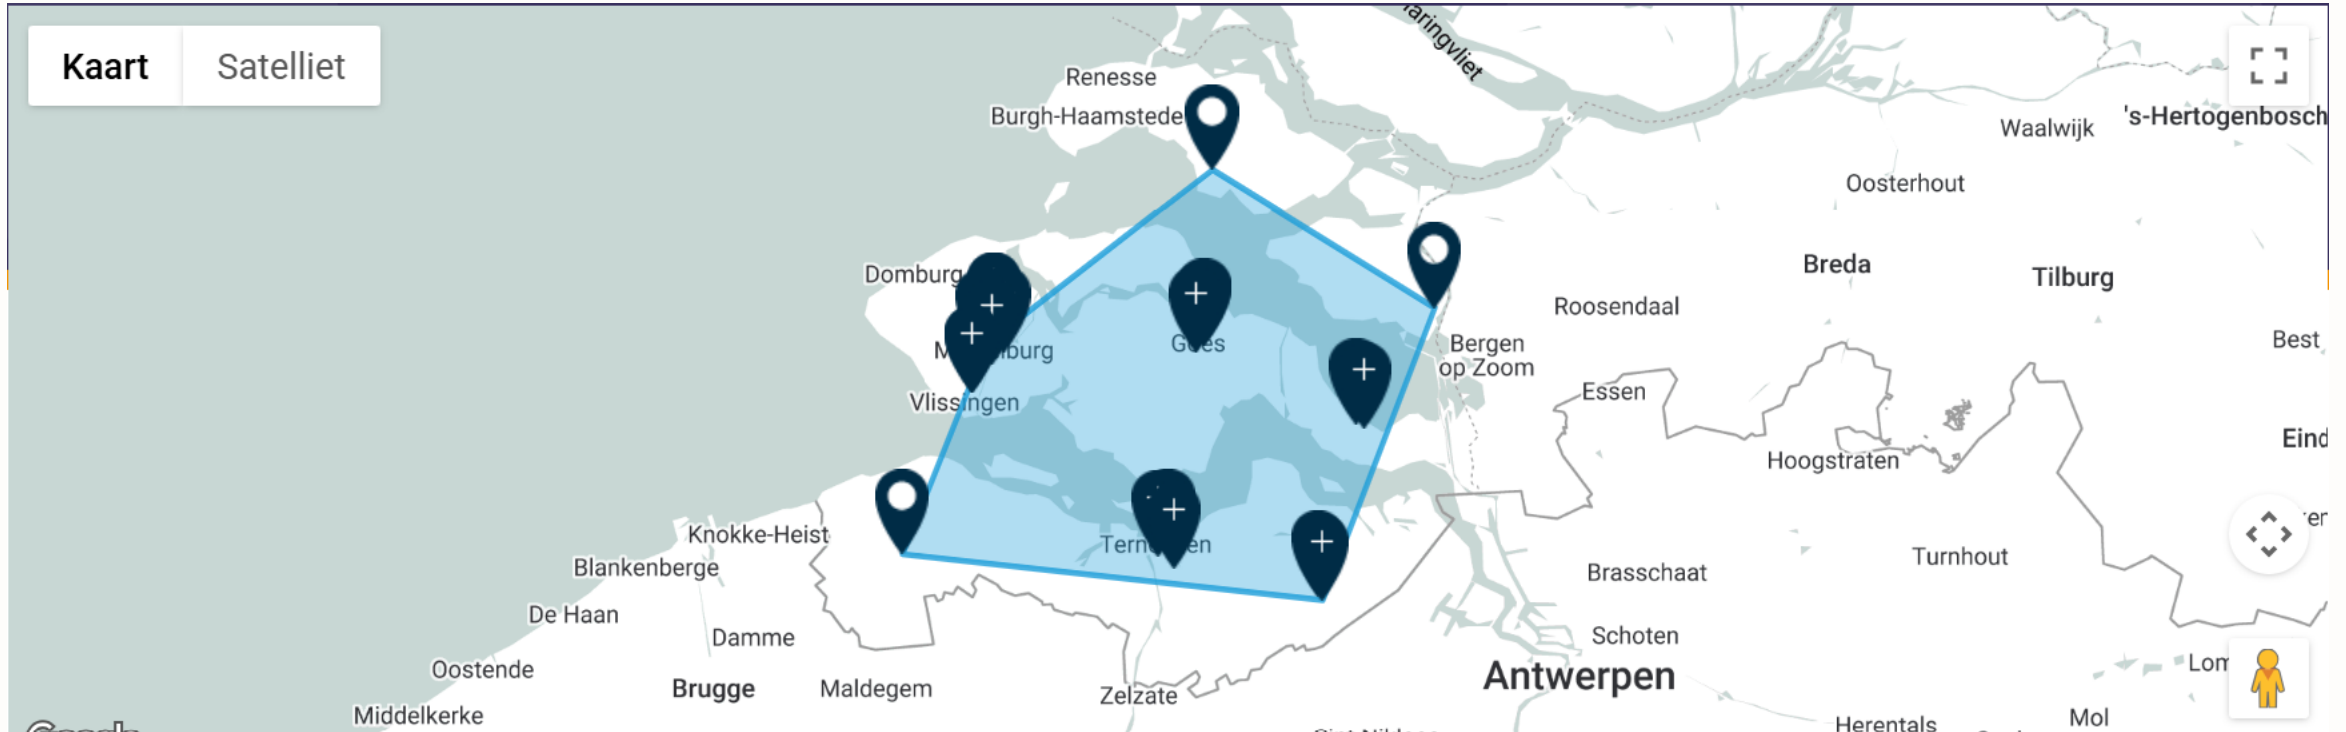 Kaart
Satelliet
Renesse
Burgh-Haamstede
Waalwijk
's-Hertogenbosch
Oosterhout
Domburg
Breda
Tilburg
Roosendaal
Goes
Bergen
op Zoom
Best
Vlissingen
Essen
Hoogstraten
Knokke-Heist
Blankenberge
Turnhout
Brasschaat
De Haan
Damme
Schoten
Oostende
Antwerpen
Brugge
Maldegem
Zelzate
Middelkerke
Mol
Herentals